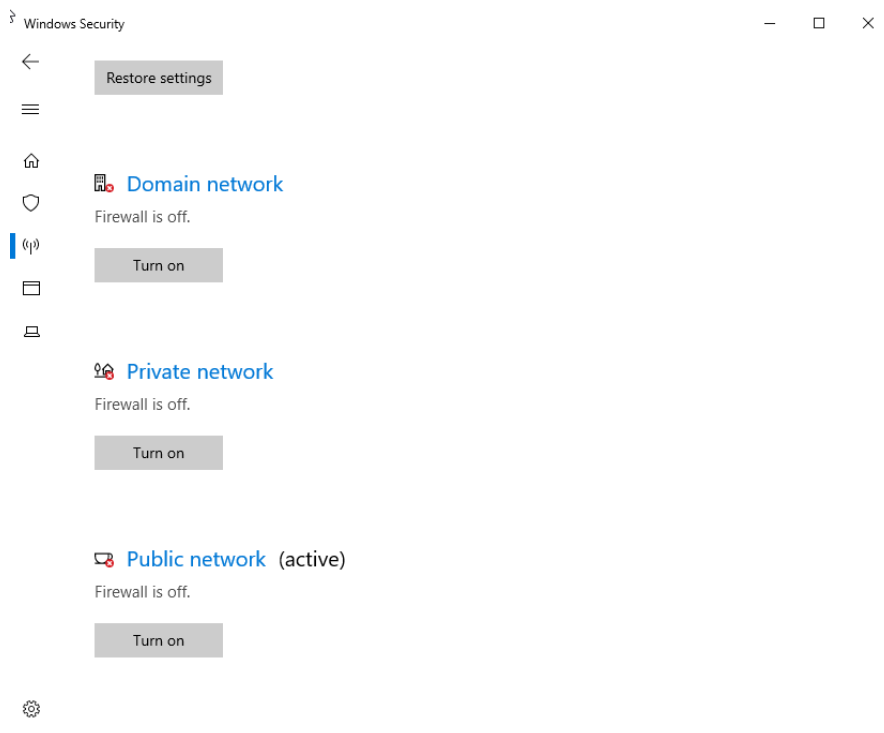 Windows Security
Restore settings
Domain network
Firewall is off.
Turn on
Private network
Firewall is off.
Turn on
Public network (active)
Firewall is off.
Turn on